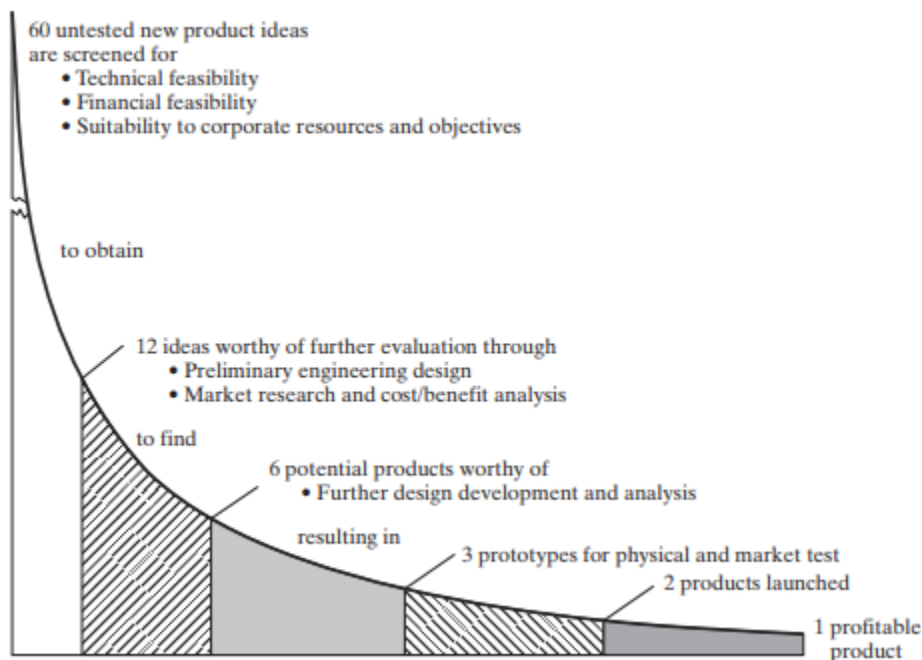 60 untested new product ideas
are screened for
• Technical feasibility
• Financial feasibility
• Suitability to corporate resources and objectives
to obtain
12 ideas worthy of further evaluation through
• Preliminary engineering design
• Market research and cost/benefit analysis
to find
6 potential products worthy of
• Further design development and analysis
resulting in
3 prototypes for physical and market test
2 products launched
1 profitable
product